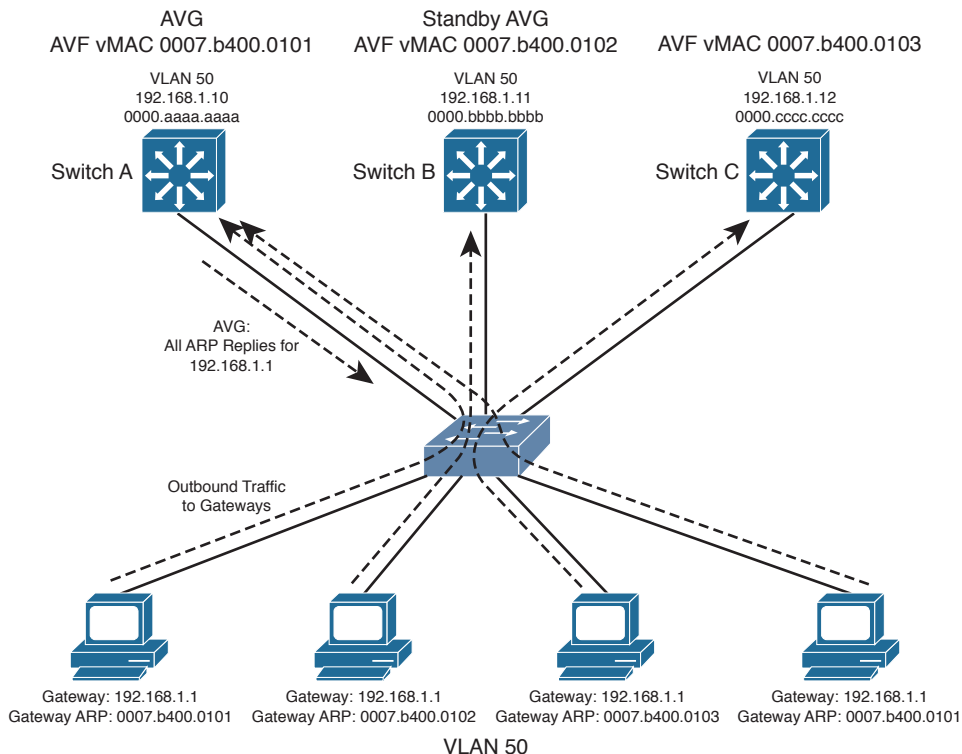 AVG
AVF vMAC 0007.b400.0101
Standby AVG
AVF vMAC 0007.b400.0102
AVF vMAC 0007.b400.0103
VLAN 50
192.168.1.10
0000.aaaa.aaaa
VLAN 50
192.168.1.11
0000.bbbb.bbbb
VLAN 50
192.168.1.12
0000.cccc.cccc
Switch A
Switch B
Switch C
AVG:
All ARP Replies for
192.168.1.1
Outbound Traffic
to Gateways
Gateway: 192.168.1.1
Gateway ARP: 0007.b400.0101
Gateway: 192.168.1.1
Gateway ARP: 0007.b400.0102
Gateway: 192.168.1.1
Gateway ARP: 0007.b400.0103
Gateway: 192.168.1.1
Gateway ARP: 0007.b400.0101
VLAN 50